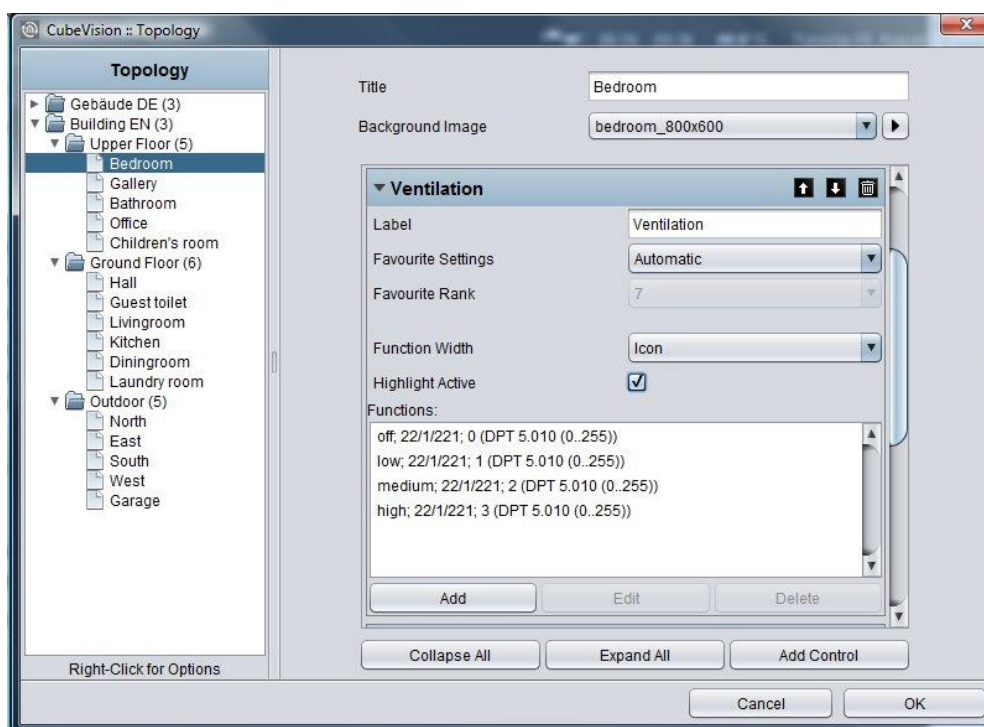 CubeVision :: Topology
Topology
Gebäude DE (3)
Building EN (3)
Upper Floor (5)
Bedroom
Gallery
Bathroom
Office
Children's room
Ground Floor (6)
Hall
Guest toilet
Livingroom
Kitchen
Diningroom
Laundry room
Outdoor (5)
North
East
South
West
Garage
Right-Click for Options
Title Bedroom
Background Image bedroom_800x600
Ventilation
Label Ventilation
Favourite Settings Automatic
Favourite Rank 7
Function Width Icon
Highlight Active
Functions:
off; 22/1/221; 0 (DPT 5.010 (0..255))
low; 22/1/221; 1 (DPT 5.010 (0..255))
medium; 22/1/221; 2 (DPT 5.010 (0..255))
high; 22/1/221; 3 (DPT 5.010 (0..255))
Add Edit Delete
Collapse All Expand All Add Control
Cancel OK